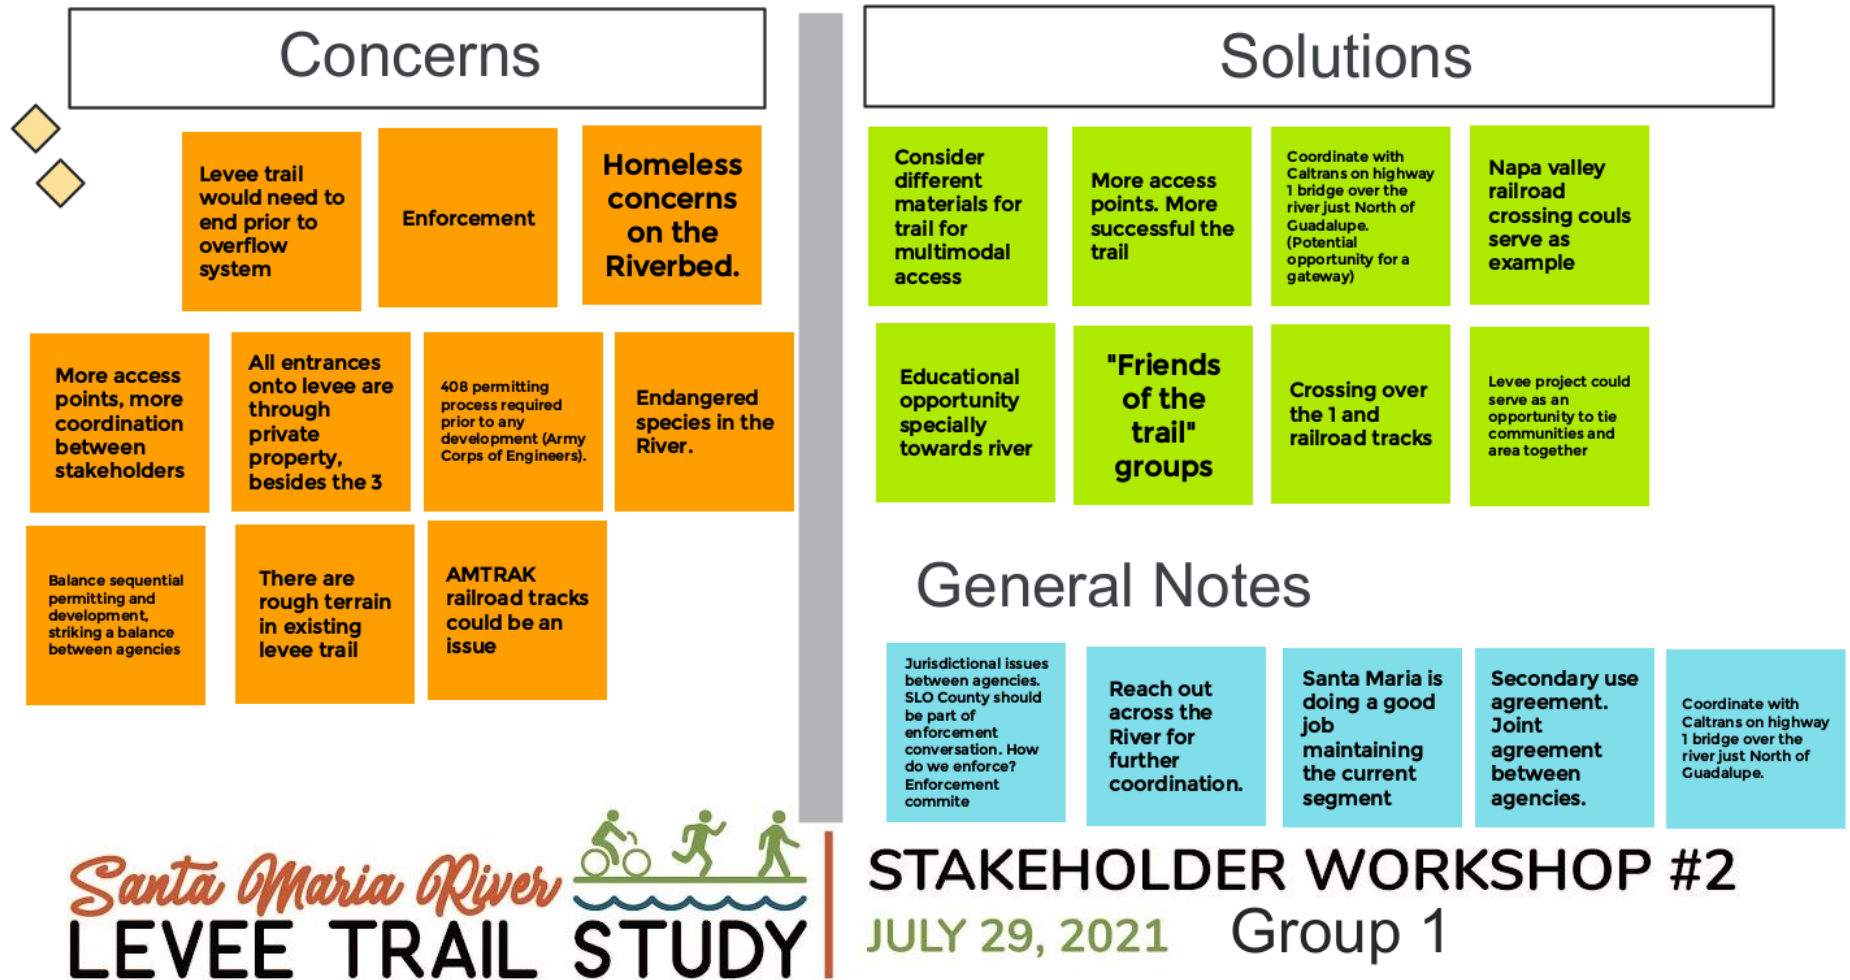 Concerns
Levee trail
would need to
end prior to
overflow
system
Enforcement
Homeless
concerns
on the
Riverbed.
More access
points, more
coordination
between
stakeholders
All entrances
onto levee are
through
private
property,
besides the 3
408 permitting
process required
prior to any
development (Army
Corps of Engineers).
Endangered
species in the
River.
Balance sequential
permitting and
development,
striking a balance
between agencies
There are
rough terrain
in existing
levee trail
AMTRAK
railroad tracks
could be an
issue
Solutions
Consider
different
materials for
trail for
multimodal
access
More access
points. More
successful the
trail
Coordinate with
Caltrans on highway
1 bridge over the
river just North of
Guadalupe.
(Potential
opportunity for a
gateway)
Napa valley
railroad
crossing couls
serve as
example
Educational
opportunity
specially
towards river
"Friends
of the
trail"
groups
Crossing over
the 1 and
railroad tracks
Levee project could
serve as an
opportunity to tie
communities and
area together
General Notes
Jurisdictional issues
between agencies.
SLO County should
be part of
enforcement
conversation. How
do we enforce?
Enforcement
commite
Reach out
across the
River for
further
coordination.
Santa Maria is
doing a good
job
maintaining
the current
segment
Secondary use
agreement.
Joint
agreement
between
agencies.
Coordinate with
Caltrans on highway
1 bridge over the
river just North of
Guadalupe.
Santa Maria River
LEVEE TRAIL STUDY
STAKEHOLDER WORKSHOP #2
JULY 29, 2021 Group 1